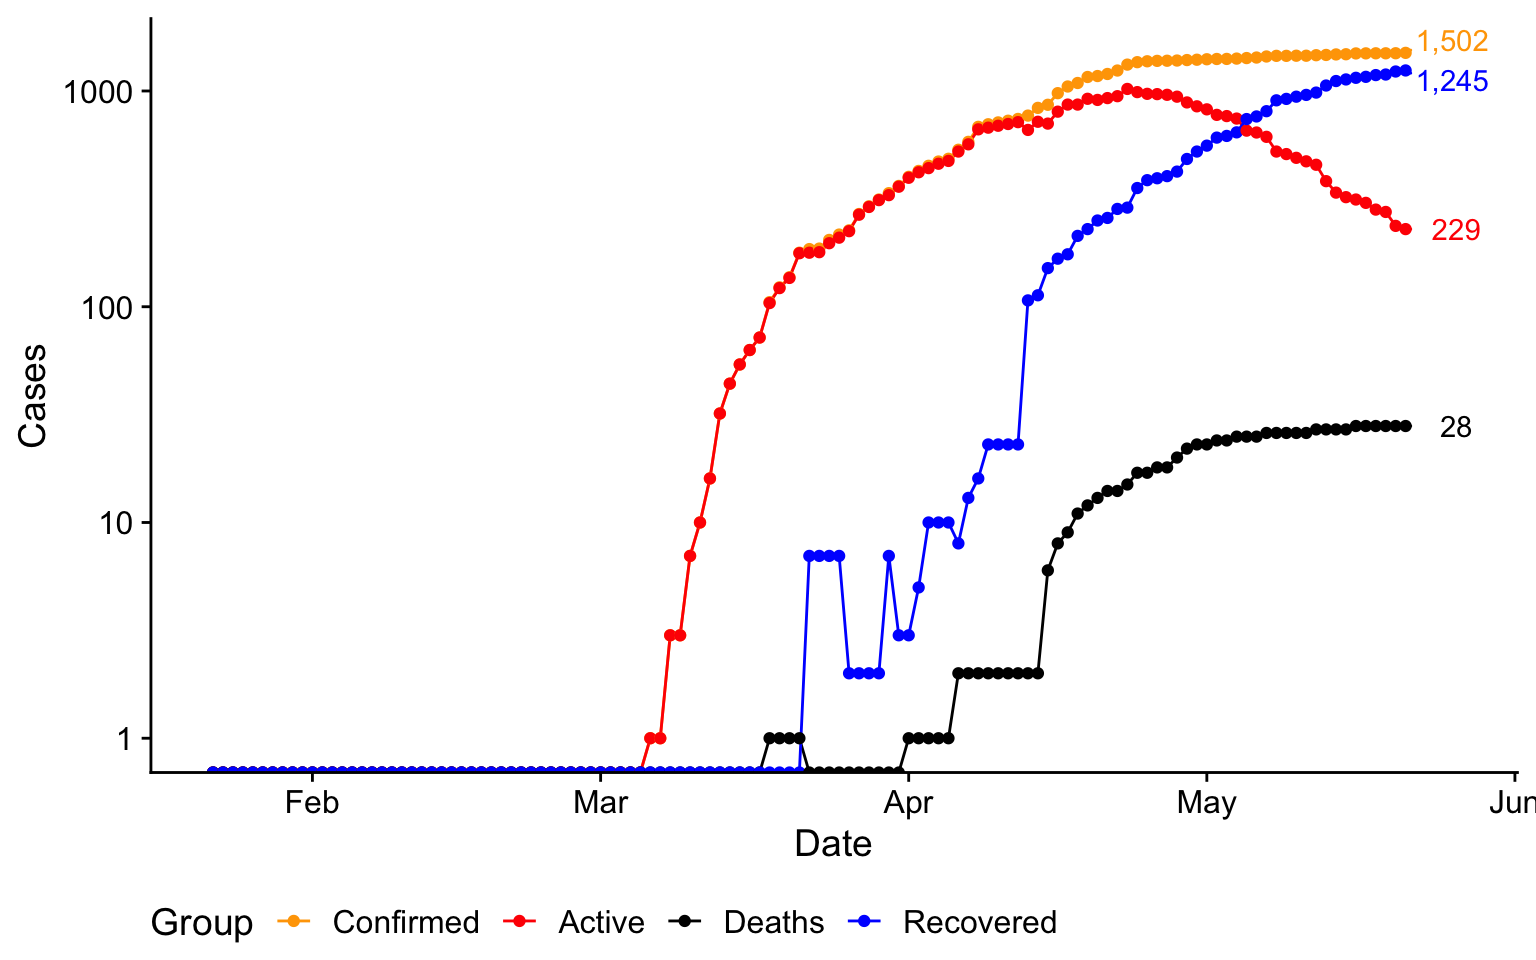 1,502
1000
1,245
229
100
Cases
28
10
1
Feb Mar Apr May Jun
Date
Group Confirmed Active Deaths Recovered